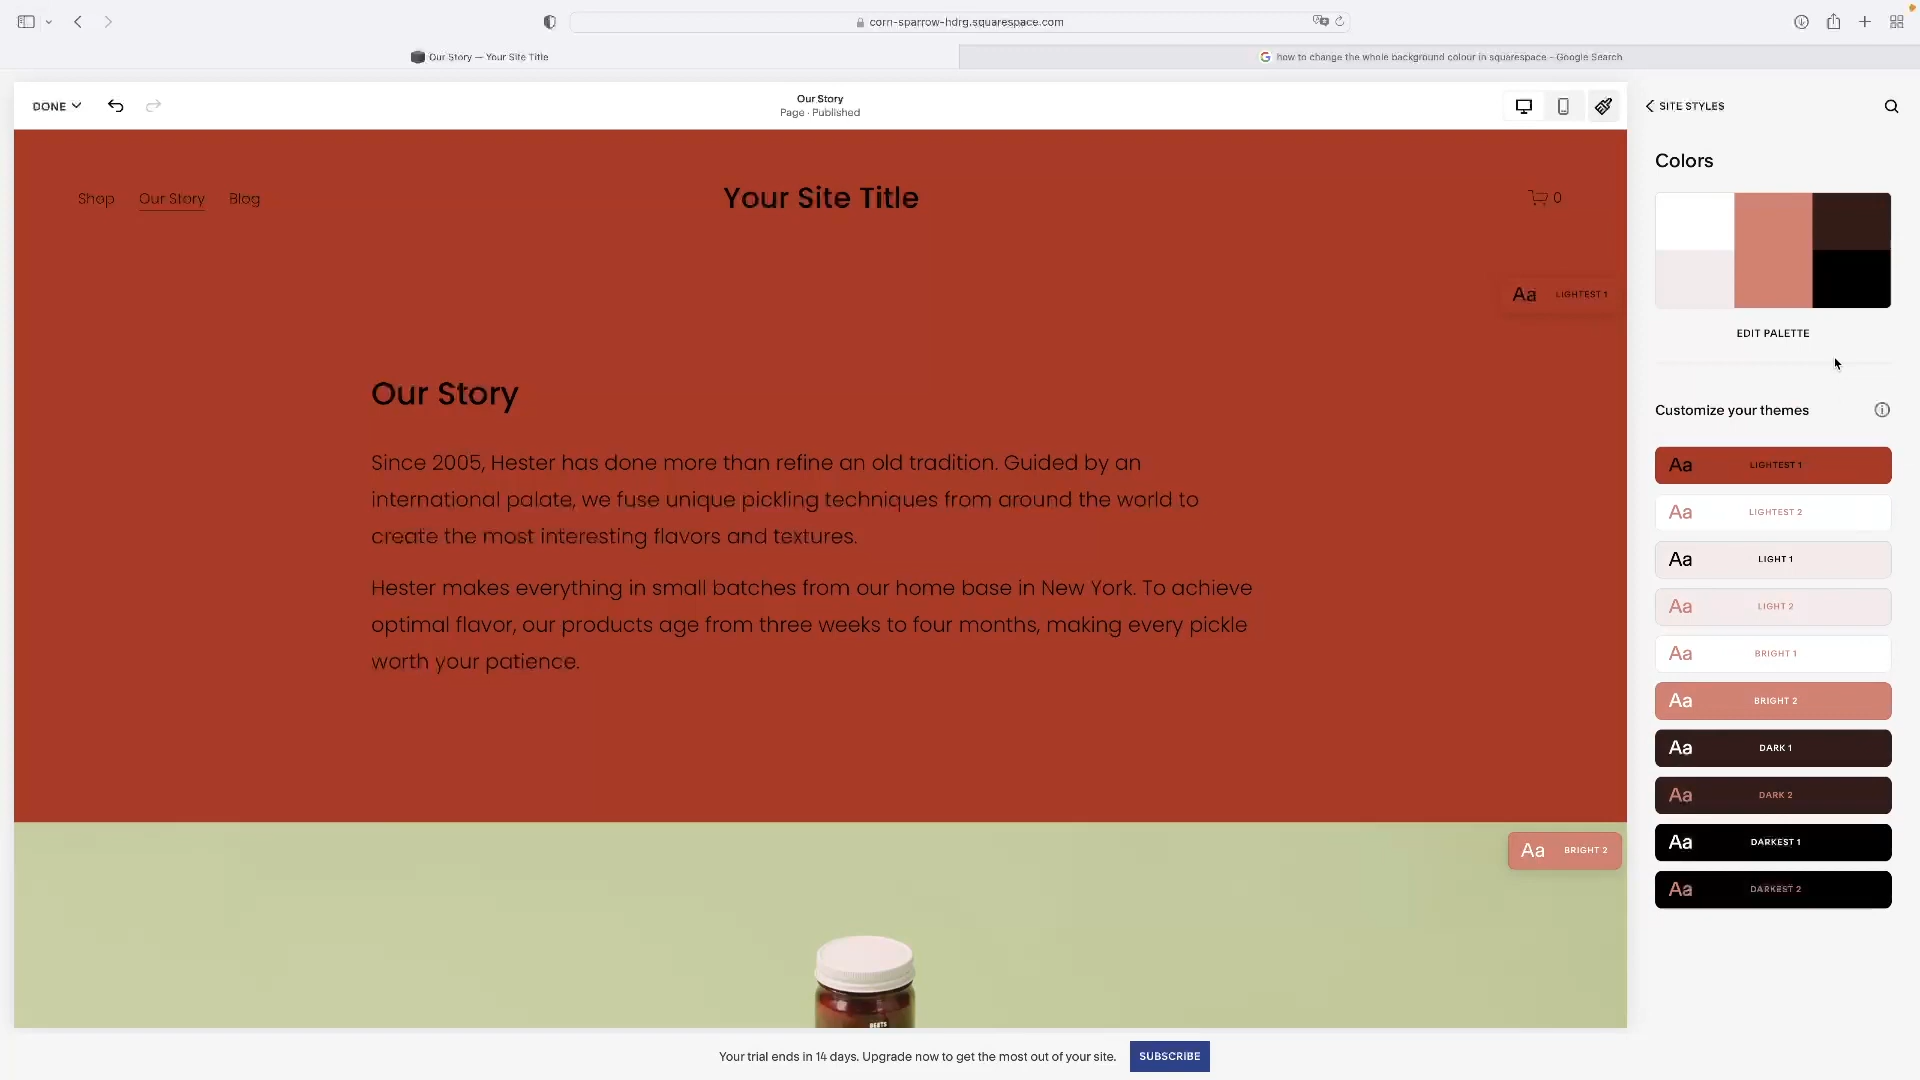 corn-sparrow-hdrg.squarespace.com
Our Story — Your Site Title
how to change the whole background colour in squarespace - Google Search
DONE
Our Story
Page · Published
SITE STYLES
Colors
Shop Our Story Blog
Your Site Title
0
Aa LIGHTEST 1
EDIT PALETTE
Our Story
Customize your themes
Since 2005, Hester has done more than refine an old tradition. Guided by an
international palate, we fuse unique pickling techniques from around the world to
create the most interesting flavors and textures.
Hester makes everything in small batches from our home base in New York. To achieve
optimal flavor, our products age from three weeks to four months, making every pickle
worth your patience.
Aa LIGHTEST 1
Aa LIGHTEST 2
Aa LIGHT 1
Aa LIGHT 2
Aa BRIGHT 1
Aa BRIGHT 2
Aa DARK 1
Aa DARK 2
Aa DARKEST 1
Aa DARKEST 2
Aa BRIGHT 2
BEETS
Your trial ends in 14 days. Upgrade now to get the most out of your site.
SUBSCRIBE